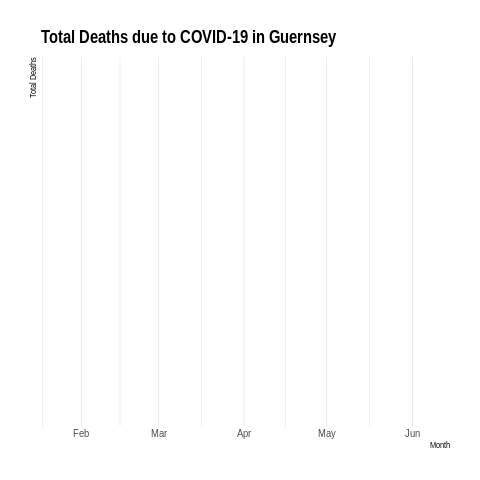 Total Deaths due to COVID-19 in Guernsey
Total Deaths
Feb Mar Apr May Jun
Month